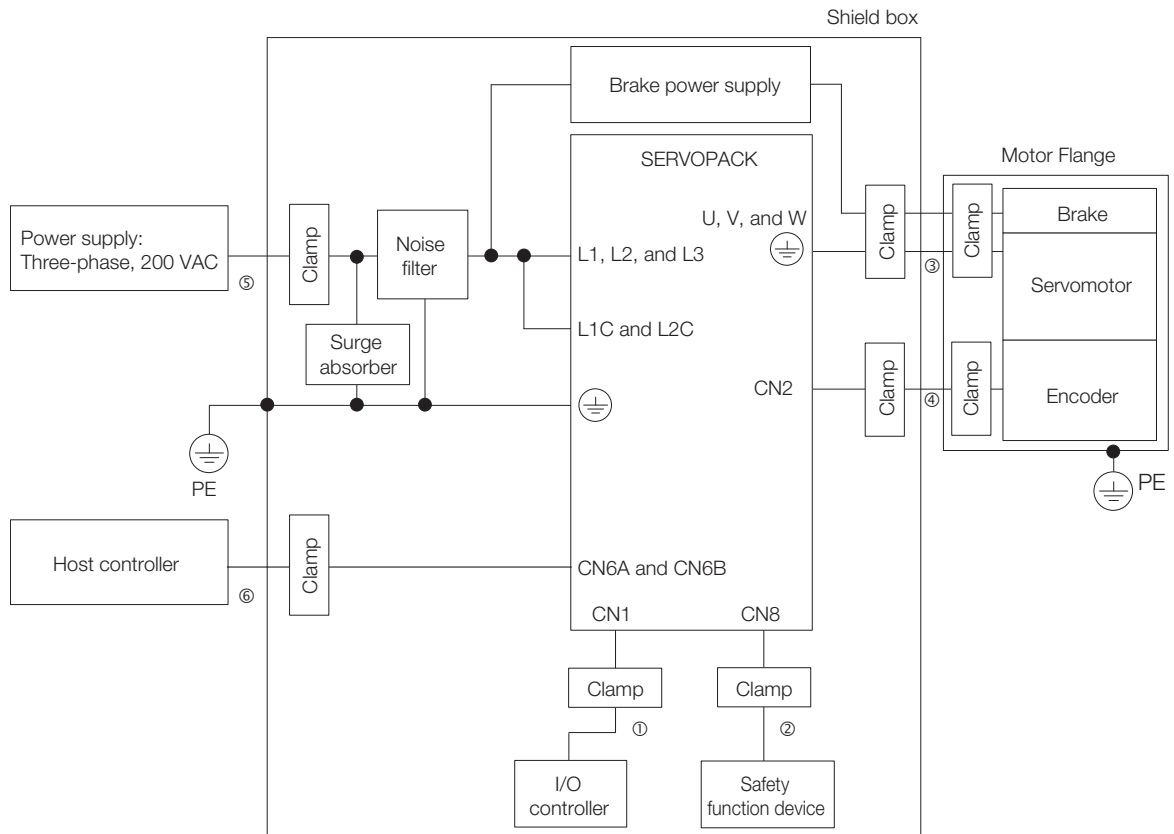 Shield box
Brake power supply
SERVOPACK
Motor Flange
Power supply:
Three-phase, 200 VAC
⑤
Clamp
Noise
filter
L1, L2, and L3
U, V, and W
Clamp
Clamp
③
Brake
Servomotor
Surge
absorber
L1C and L2C
CN2
Clamp
④
Clamp
Encoder
PE
PE
Host controller
⑥
Clamp
CN6A and CN6B
CN1
CN8
Clamp
Clamp
①
②
I/O
controller
Safety
function device